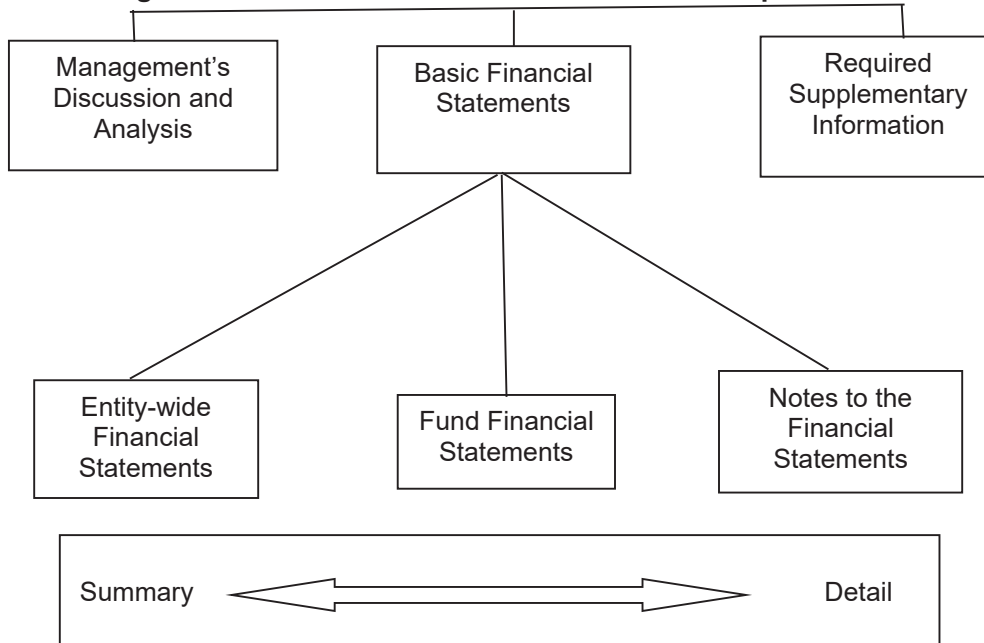 Management's
Discussion and
Analysis
Basic Financial
Statements
Required
Supplementary
Information
Entity-wide
Financial
Statements
Fund Financial
Statements
Notes to the
Financial
Statements
Summary
Detail